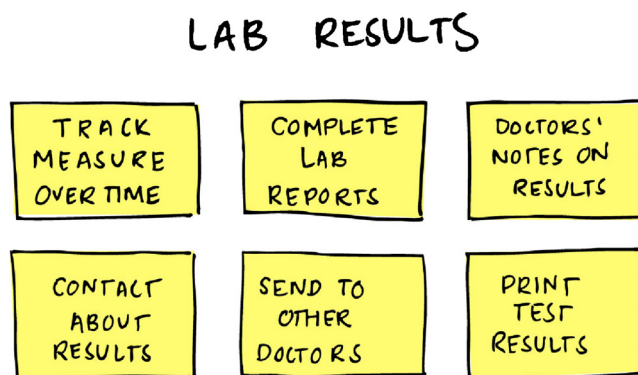 LAB RESULTS
TRACK
MEASURE
OVER TIME
COMPLETE
LAB
REPORTS
DOCTORS'
NOTES ON
RESULTS
CONTACT
ABOUT
RESULTS
SEND TO
OTHER
DOCTORS
PRINT
TEST
RESULTS